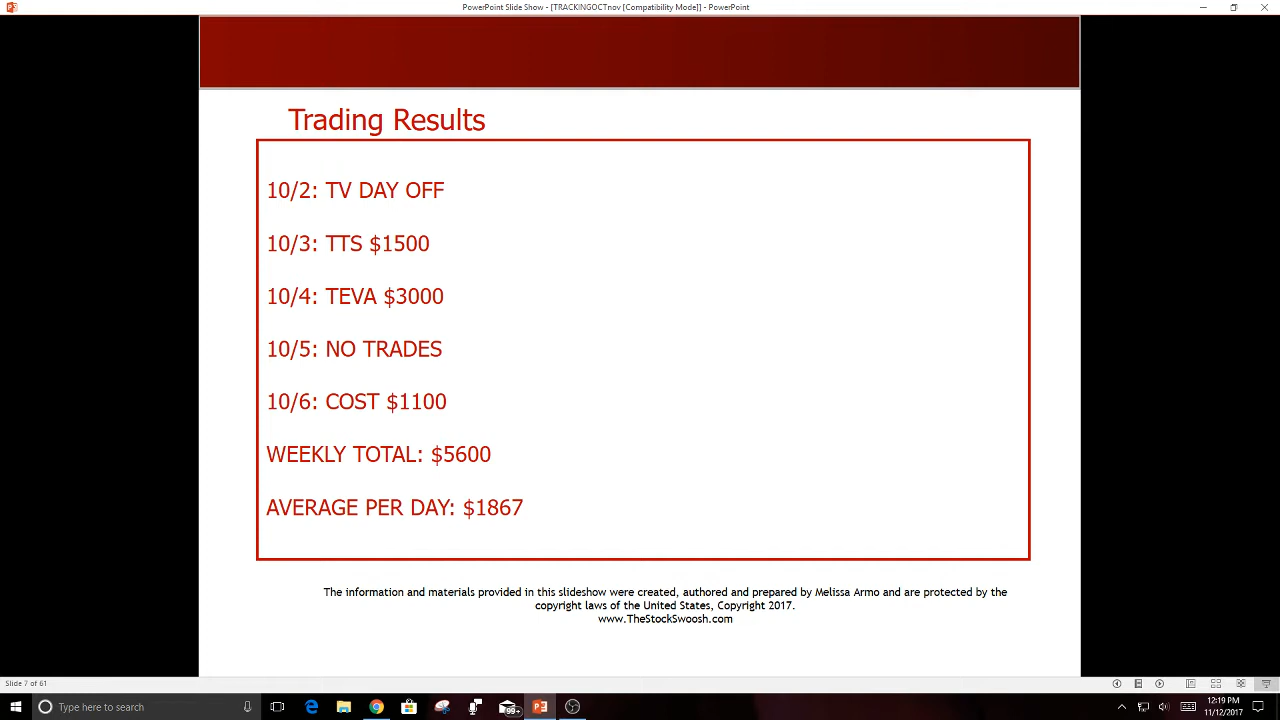 PowerPoint Slide Show - [TRACKINGOCTnov [Compatibility Mode]] - PowerPoint
Trading Results
10/2: TV DAY OFF
10/3: TTS $1500
10/4: TEVA $3000
10/5: NO TRADES
10/6: COST $1100
WEEKLY TOTAL: $5600
AVERAGE PER DAY: $1867
The information and materials provided in this slideshow were created, authored and prepared by Melissa Armo and are protected by the
copyright laws of the United States, Copyright 2017.
www.TheStockSwoosh.com
Slide 7 of 61
Type here to search
99+
12:19 PM
11/12/2017